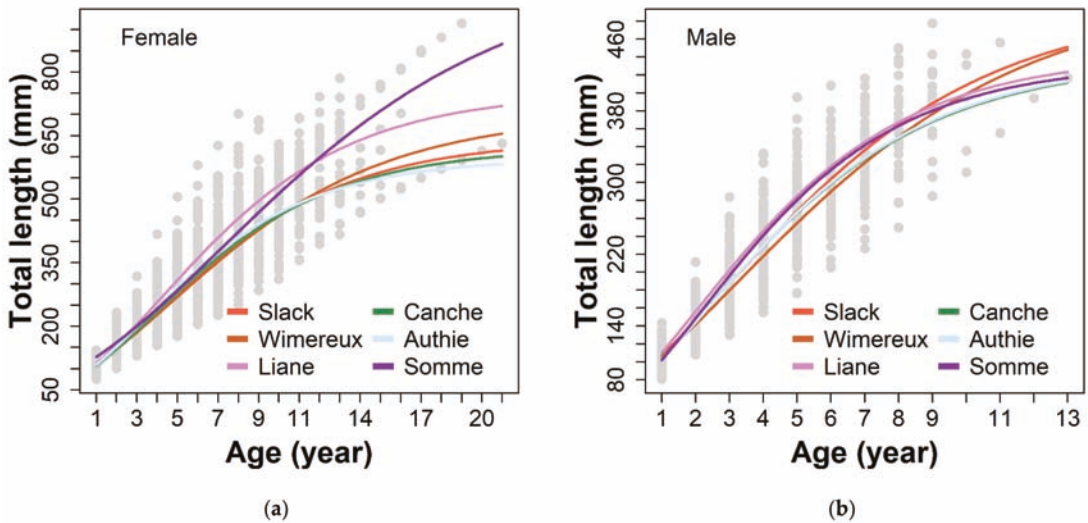 Female
Total length (mm)
50 200 350 500 650 800
Slack
Wimereux
Liane
Canche
Authie
Somme
1 3 5 7 9 11 14 17 20
Age (year)
(a)
Male
Total length (mm)
80 140 220 300 380 460
Slack
Wimereux
Liane
Canche
Authie
Somme
1 2 3 4 5 6 7 8 9 11 13
Age (year)
(b)